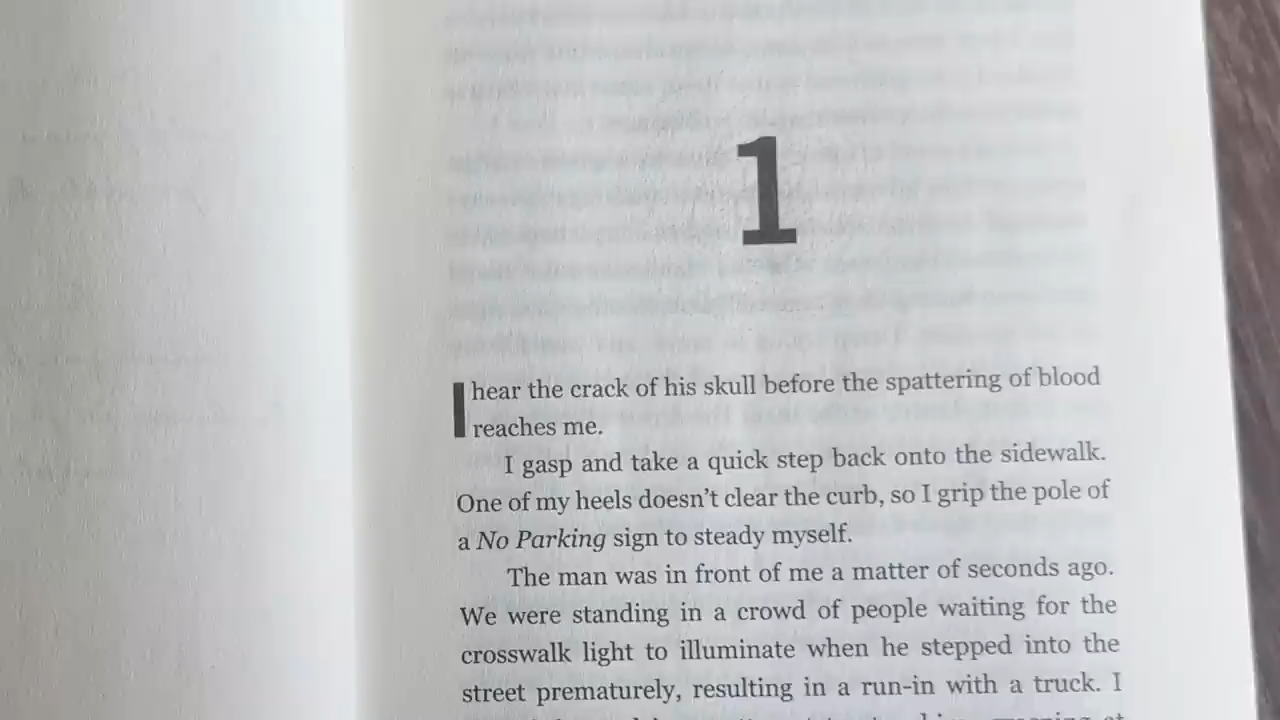 1
I hear the crack of his skull before the spattering of blood
reaches me.
I gasp and take a quick step back onto the sidewalk.
One of my heels doesn’t clear the curb, so I grip the pole of
a No Parking sign to steady myself.
The man was in front of me a matter of seconds ago.
We were standing in a crowd of people waiting for the
crosswalk light to illuminate when he stepped into the
street prematurely, resulting in a run-in with a truck. I